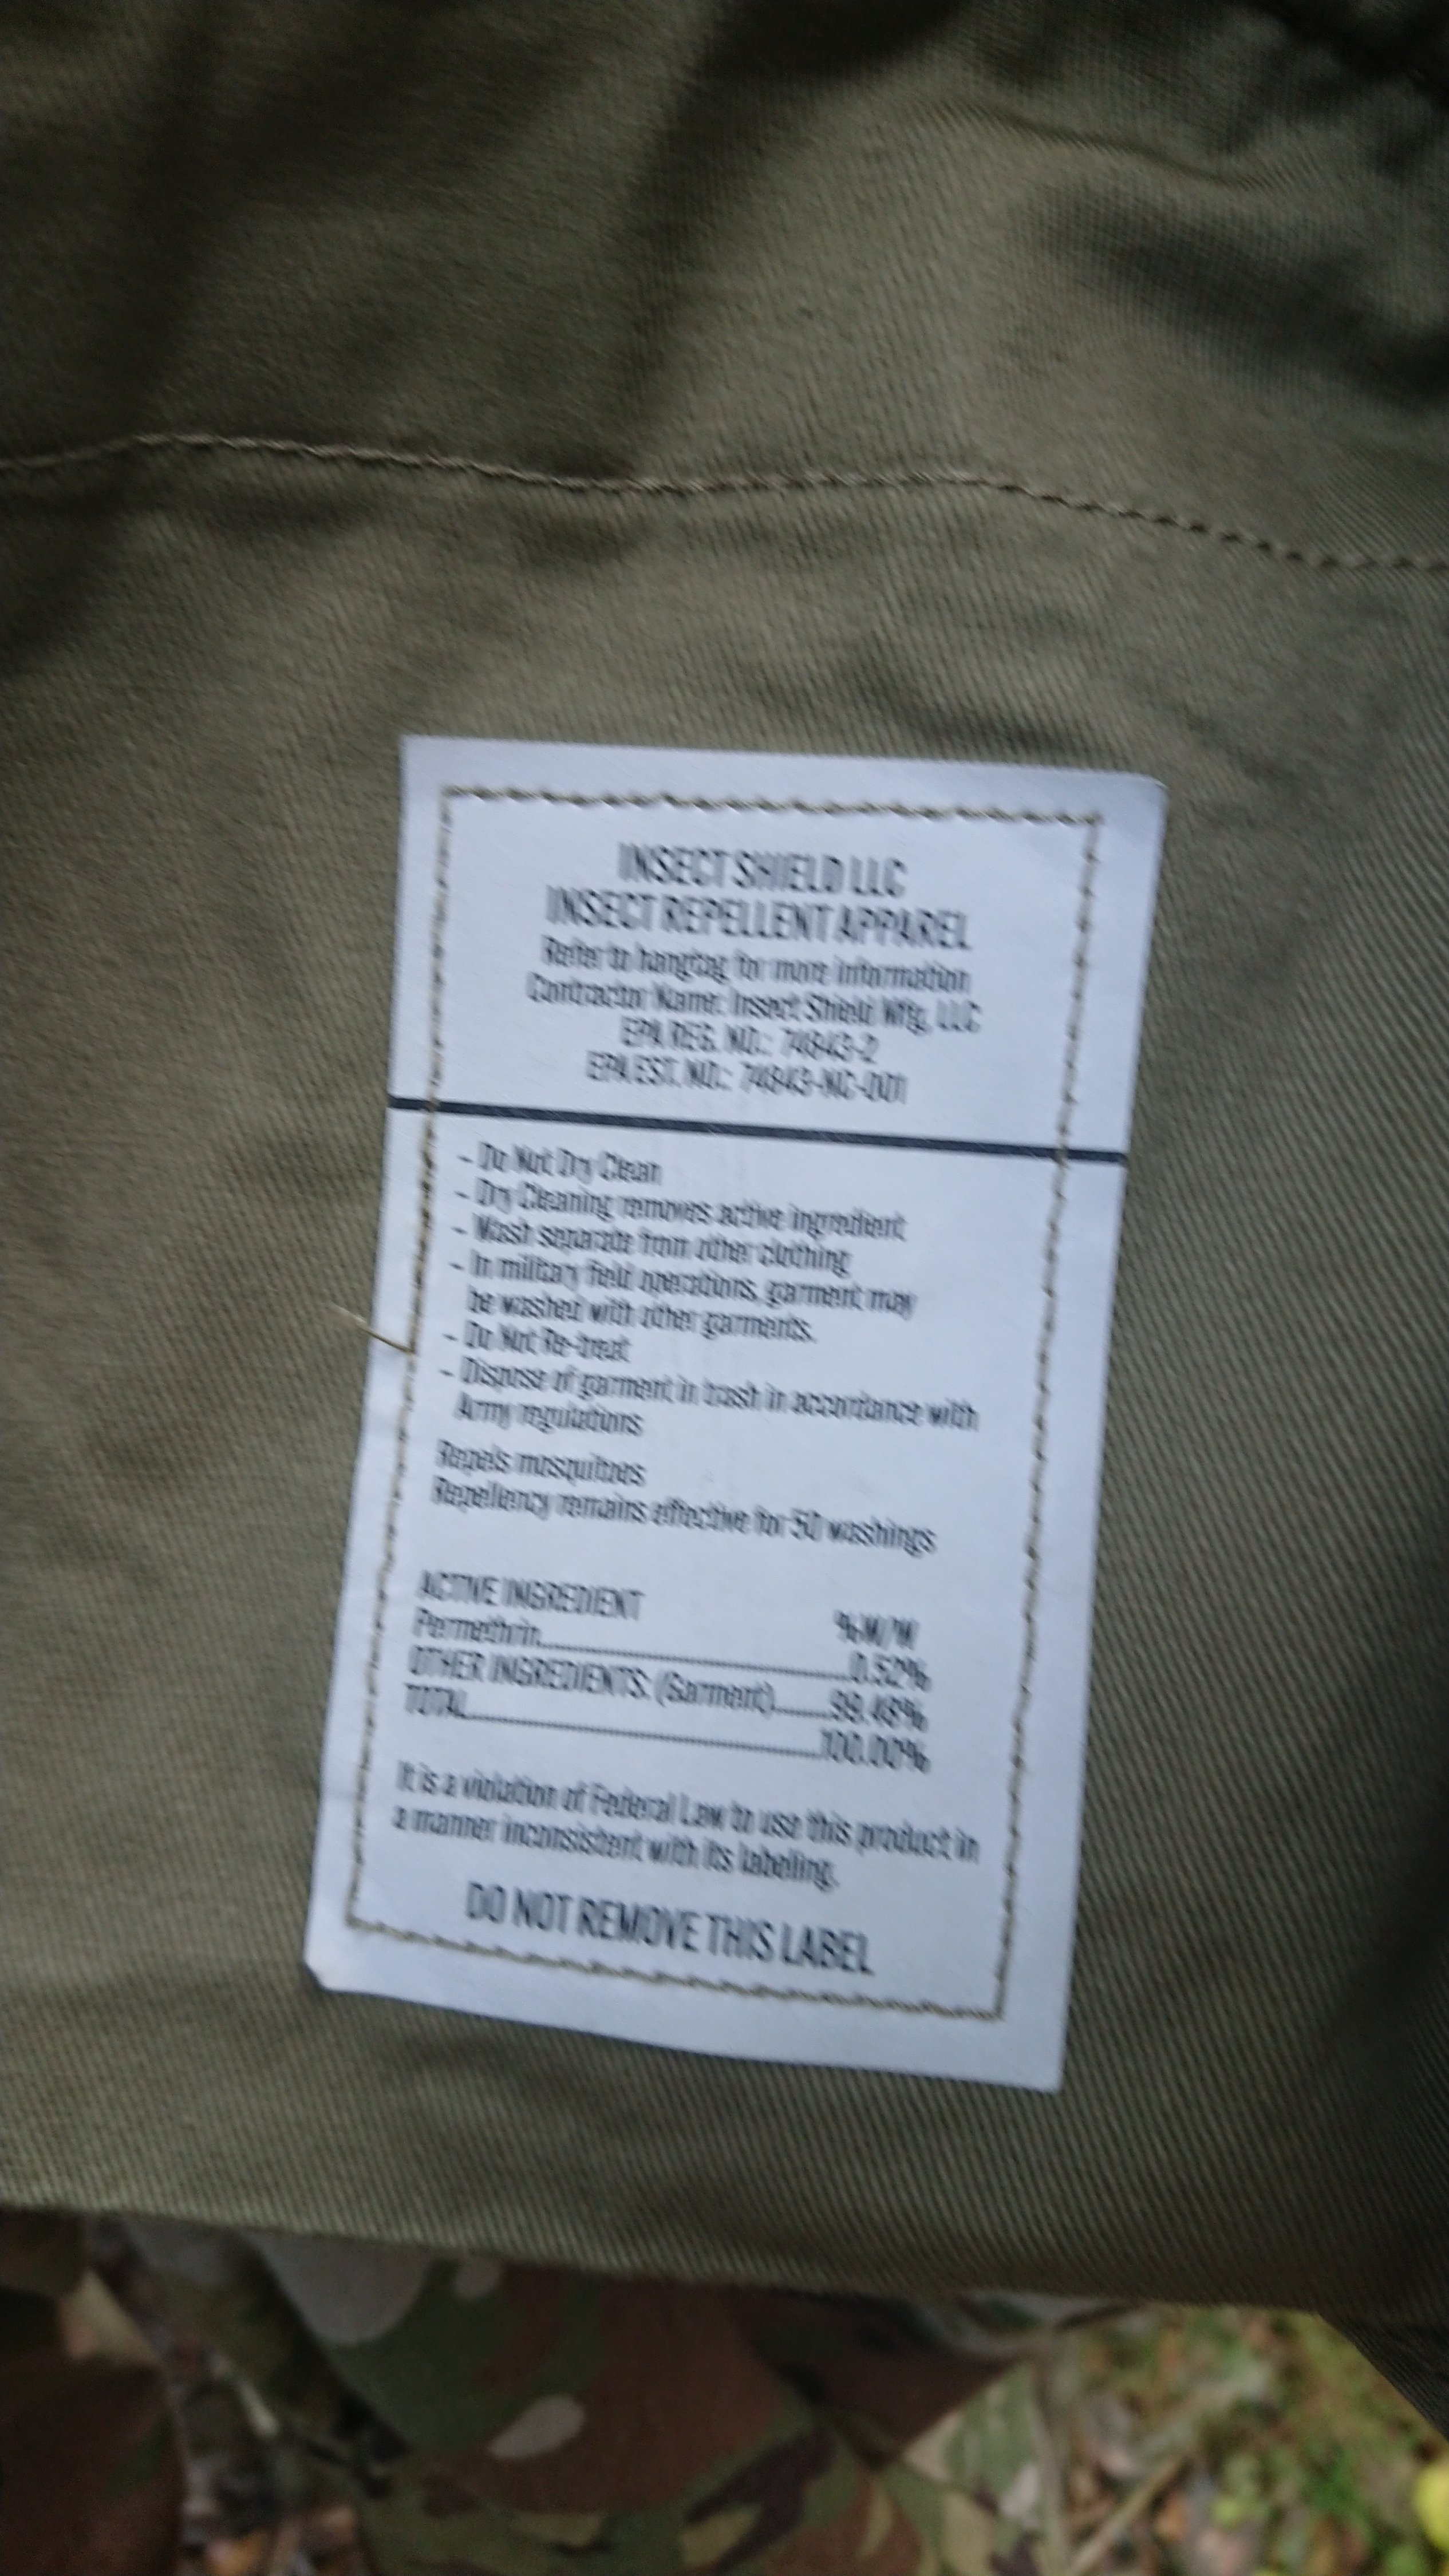 INSECT SHIELD LLC
INSECT REPELLENT APPAREL
Refer to hangtag for more information
Contractor Name: Insect Shield Mfg, LLC
EPA REG. NO.: 74843-2
EPA EST. NO.: 74843-NC-001
- Do Not Dry Clean
- Dry Cleaning removes active ingredient
- Wash separate from other clothing
- In military field operations, garment may
be washed with other garments.
- Do Not Re-treat
- Dispose of garment in trash in accordance with
Army regulations
Repels mosquitoes
Repellency remains effective for 50 washings
ACTIVE INGREDIENT %W/W
Permethrin..............................0.52%
OTHER INGREDIENTS: (Garment)........99.48%
TOTAL..............................100.00%
It is a violation of Federal Law to use this product in
a manner inconsistent with its labeling.
DO NOT REMOVE THIS LABEL